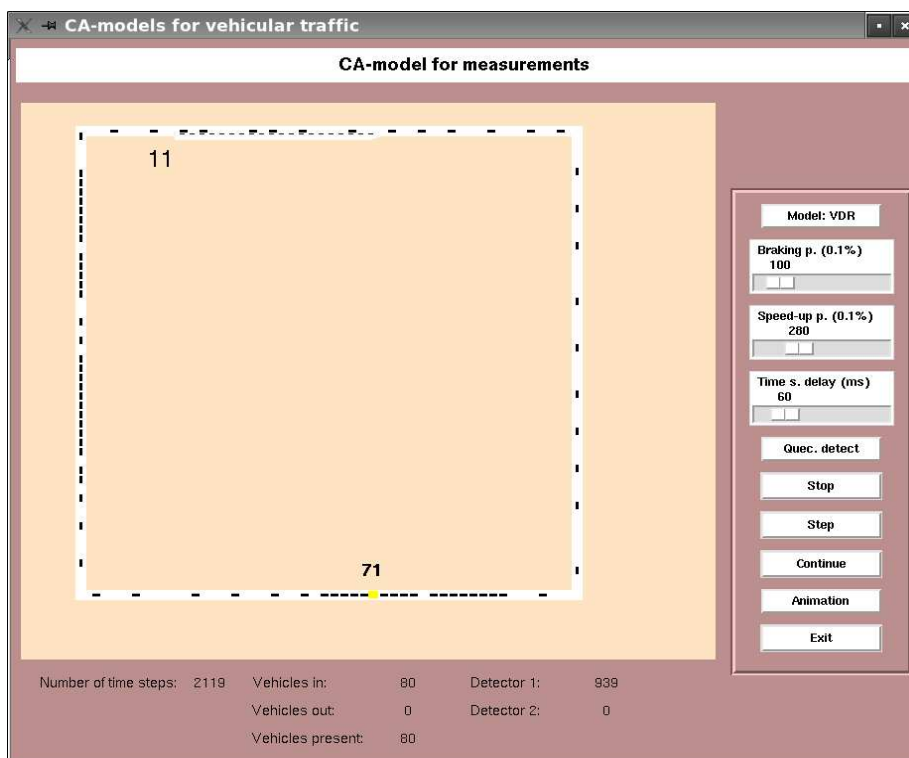 CA-models for vehicular traffic
CA-model for measurements
11
71
Model: VDR
Braking p. (0.1%)
100
Speed-up p. (0.1%)
280
Time s. delay (ms)
60
Quec. detect
Stop
Step
Continue
Animation
Exit
Number of time steps: 2119 Vehicles in: 80 Detector 1: 939
Vehicles out: 0 Detector 2: 0
Vehicles present: 80